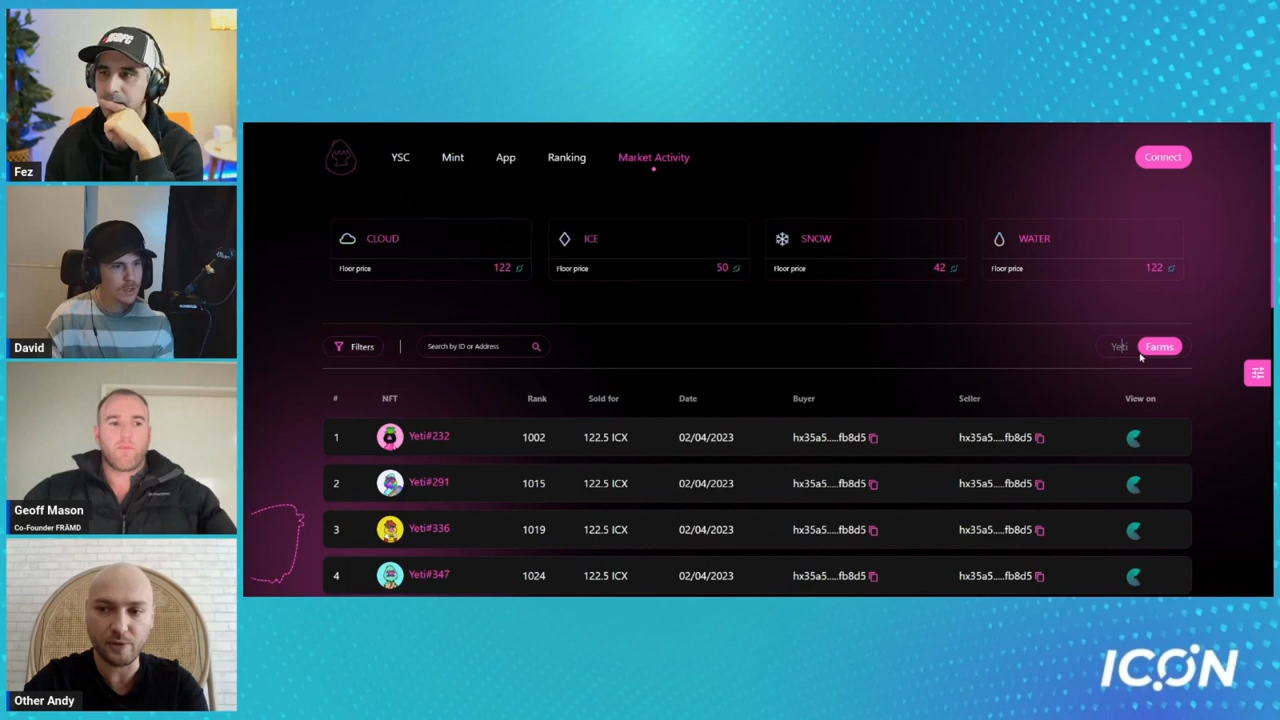 Fez
David
Geoff Mason
Co-Founder FRÄMD
Other Andy
YSC Mint App Ranking Market Activity Connect
CLOUD ICE SNOW WATER
Floor price 122 Floor price 50 Floor price 42 Floor price 122
Filters Search by ID or Address Yeti Farms
# NFT Rank Sold for Date Buyer Seller View on
1 Yeti#232 1002 122.5 ICX 02/04/2023 hx35a5.....fb8d5 hx35a5.....fb8d5
2 Yeti#291 1015 122.5 ICX 02/04/2023 hx35a5.....fb8d5 hx35a5.....fb8d5
3 Yeti#336 1019 122.5 ICX 02/04/2023 hx35a5.....fb8d5 hx35a5.....fb8d5
4 Yeti#347 1024 122.5 ICX 02/04/2023 hx35a5.....fb8d5 hx35a5.....fb8d5
ICON